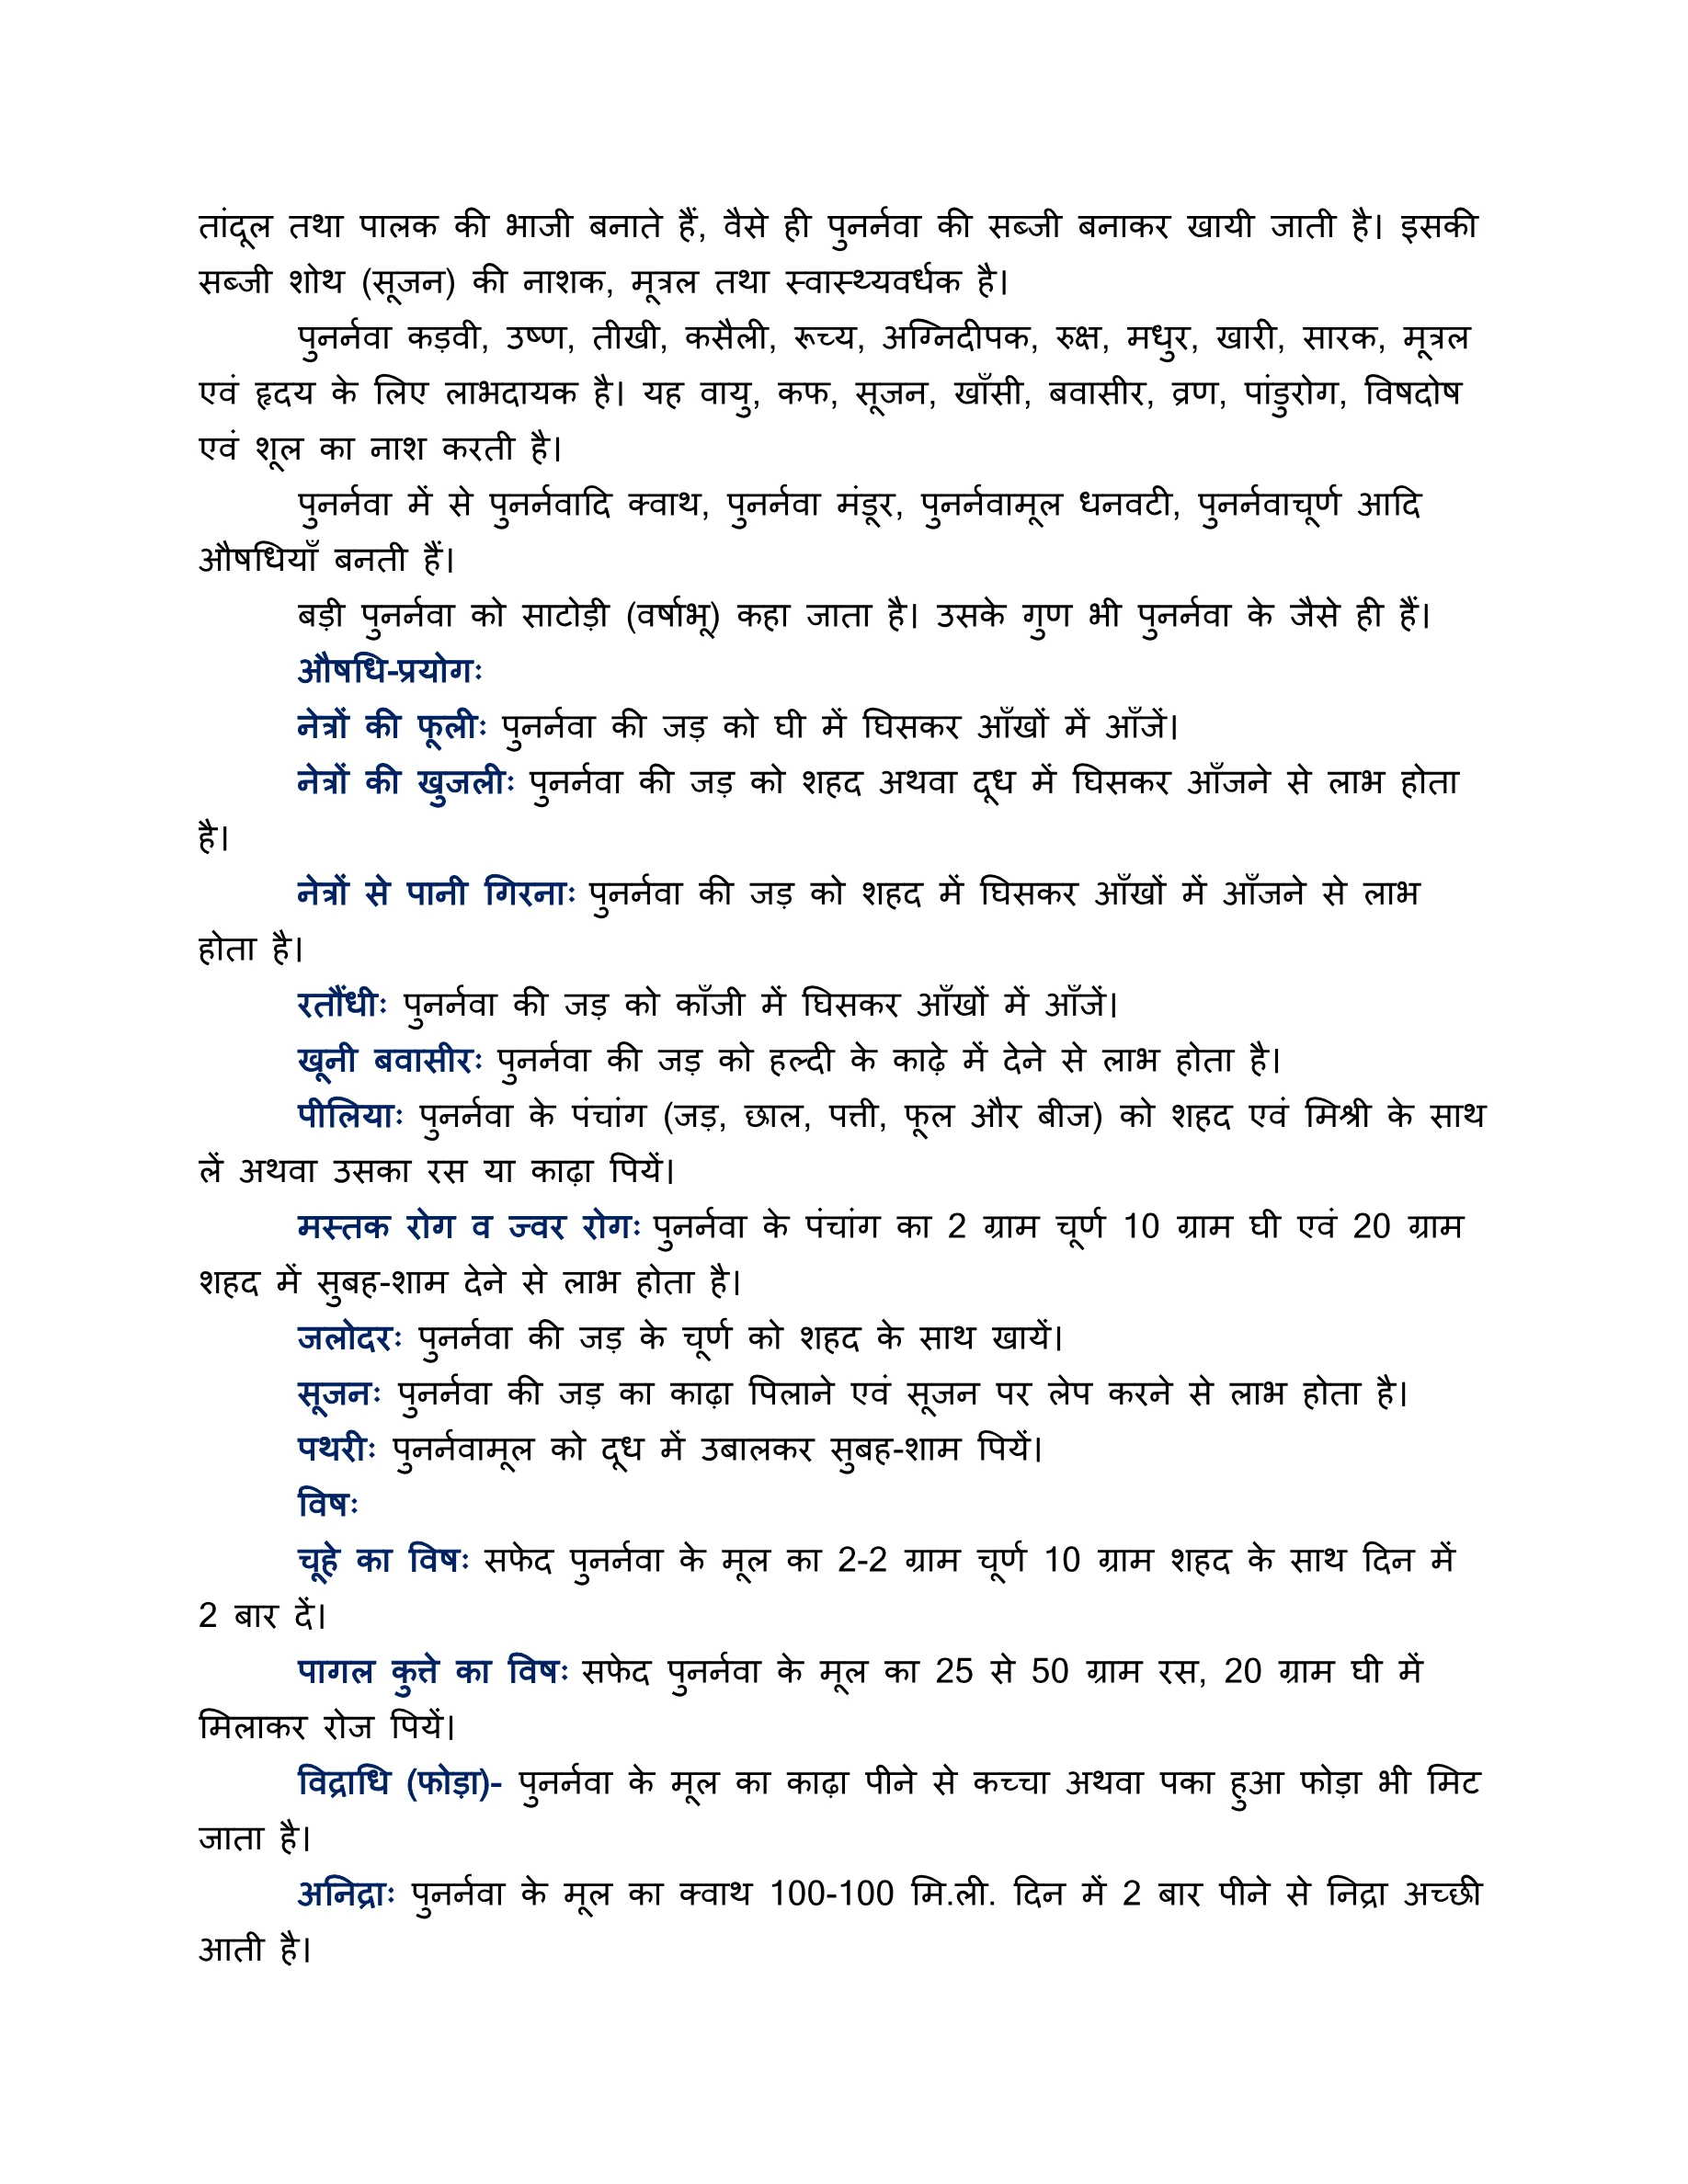 तांदूल तथा पालक की भाजी बनाते हैं, वैसे ही पुनर्नवा की सब्जी बनाकर खायी जाती है। इसकी
सब्जी शोथ (सूजन) की नाशक, मूत्रल तथा स्वास्थ्यवर्धक है।
पुनर्नवा कड़वी, उष्ण, तीखी, कसैली, रूच्य, अग्निदीपक, रुक्ष, मधुर, खारी, सारक, मूत्रल
एवं हृदय के लिए लाभदायक है। यह वायु, कफ, सूजन, खाँसी, बवासीर, व्रण, पांडुरोग, विषदोष
एवं शूल का नाश करती है।
पुनर्नवा में से पुनर्नवादि क्वाथ, पुनर्नवा मंडूर, पुनर्नवामूल धनवटी, पुनर्नवाचूर्ण आदि
औषधियाँ बनती हैं।
बड़ी पुनर्नवा को साटोड़ी (वर्षाभू) कहा जाता है। उसके गुण भी पुनर्नवा के जैसे ही हैं।
औषधि-प्रयोगः
नेत्रों की फूलीः पुनर्नवा की जड़ को घी में घिसकर आँखों में आँजें।
नेत्रों की खुजलीः पुनर्नवा की जड़ को शहद अथवा दूध में घिसकर आँजने से लाभ होता
है।
नेत्रों से पानी गिरनाः पुनर्नवा की जड़ को शहद में घिसकर आँखों में आँजने से लाभ
होता है।
रतौंधीः पुनर्नवा की जड़ को काँजी में घिसकर आँखों में आँजें।
खूनी बवासीरः पुनर्नवा की जड़ को हल्दी के काढ़े में देने से लाभ होता है।
पीलियाः पुनर्नवा के पंचांग (जड़, छाल, पत्ती, फूल और बीज) को शहद एवं मिश्री के साथ
लें अथवा उसका रस या काढ़ा पियें।
मस्तक रोग व ज्वर रोगः पुनर्नवा के पंचांग का 2 ग्राम चूर्ण 10 ग्राम घी एवं 20 ग्राम
शहद में सुबह-शाम देने से लाभ होता है।
जलोदरः पुनर्नवा की जड़ के चूर्ण को शहद के साथ खायें।
सूजनः पुनर्नवा की जड़ का काढ़ा पिलाने एवं सूजन पर लेप करने से लाभ होता है।
पथरीः पुनर्नवामूल को दूध में उबालकर सुबह-शाम पियें।
विषः
चूहे का विषः सफेद पुनर्नवा के मूल का 2-2 ग्राम चूर्ण 10 ग्राम शहद के साथ दिन में
2 बार दें।
पागल कुत्ते का विषः सफेद पुनर्नवा के मूल का 25 से 50 ग्राम रस, 20 ग्राम घी में
मिलाकर रोज पियें।
विद्राधि (फोड़ा)- पुनर्नवा के मूल का काढ़ा पीने से कच्चा अथवा पका हुआ फोड़ा भी मिट
जाता है।
अनिद्राः पुनर्नवा के मूल का क्वाथ 100-100 मि.ली. दिन में 2 बार पीने से निद्रा अच्छी
आती है।